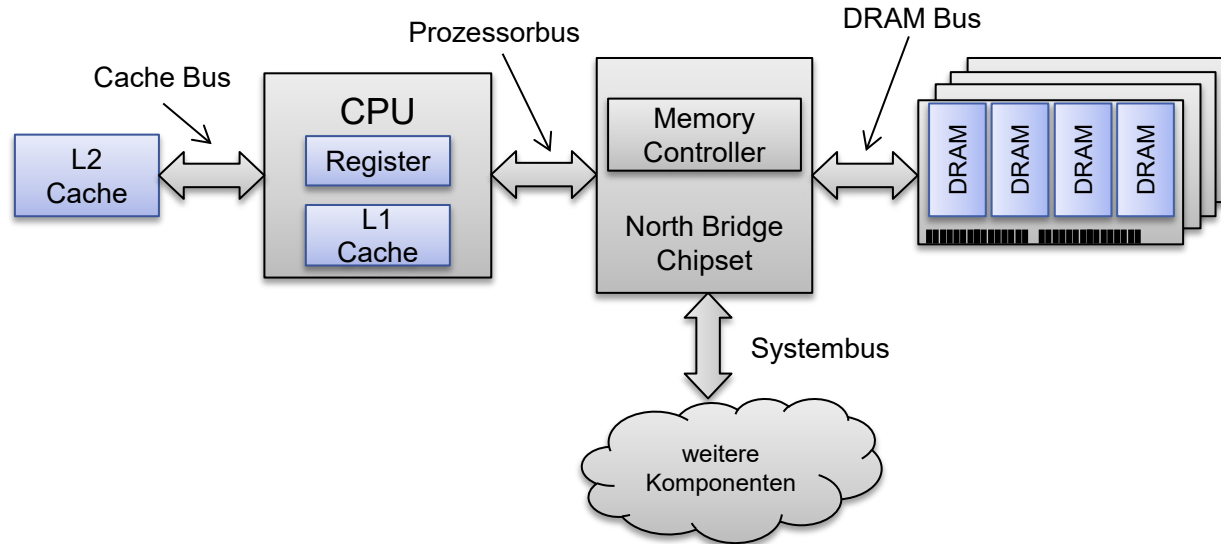 DRAM Bus
Prozessorbus
Cache Bus
L2
Cache
CPU
Register
L1
Cache
Memory
Controller
North Bridge
Chipset
DRAM
DRAM
DRAM
DRAM
Systembus
weitere
Komponenten